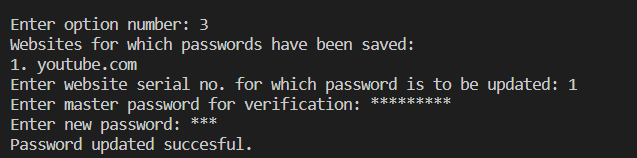 Enter option number: 3
Websites for which passwords have been saved:
1. youtube.com
Enter website serial no. for which password is to be updated: 1
Enter master password for verification: *********
Enter new password: ***
Password updated succesful.